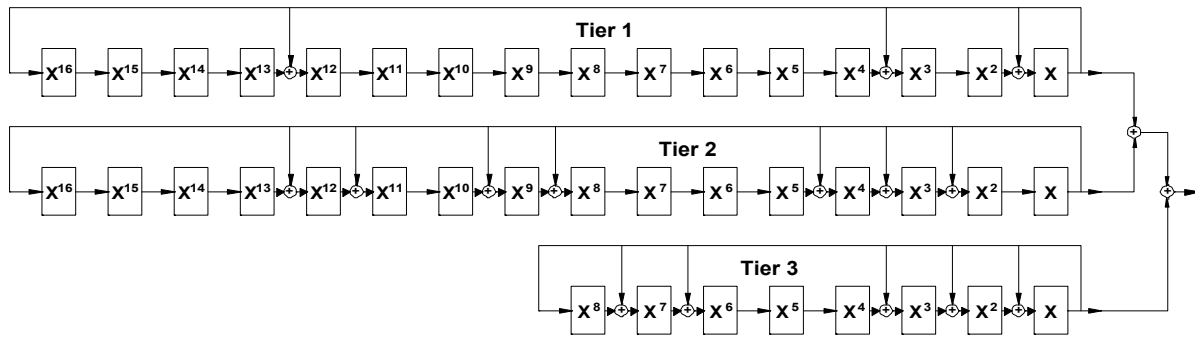 Tier 1
X¹⁶ X¹⁵ X¹⁴ X¹³ X¹² X¹¹ X¹⁰ X⁹ X⁸ X⁷ X⁶ X⁵ X⁴ X³ X² X
Tier 2
X¹⁶ X¹⁵ X¹⁴ X¹³ X¹² X¹¹ X¹⁰ X⁹ X⁸ X⁷ X⁶ X⁵ X⁴ X³ X² X
Tier 3
X⁸ X⁷ X⁶ X⁵ X⁴ X³ X² X